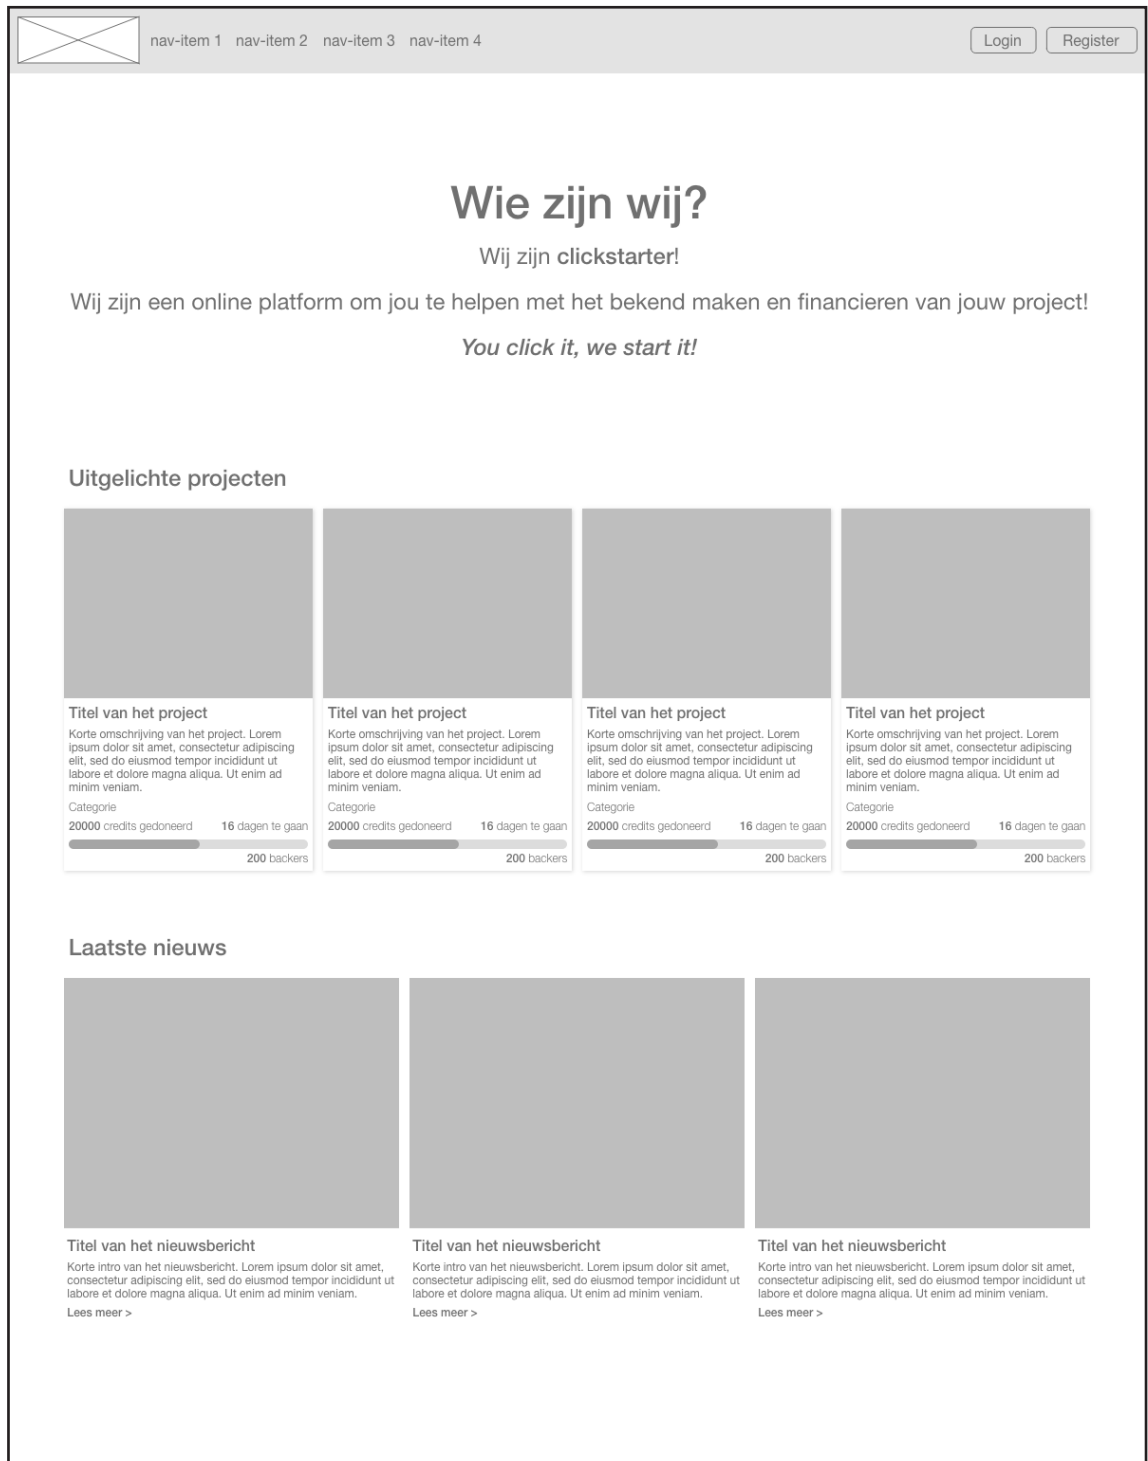 nav-item 1 nav-item 2 nav-item 3 nav-item 4 Login Register
Wie zijn wij?
Wij zijn clickstarter!
Wij zijn een online platform om jou te helpen met het bekend maken en financieren van jouw project!
You click it, we start it!
Uitgelichte projecten
Titel van het project
Korte omschrijving van het project. Lorem
ipsum dolor sit amet, consectetur adipiscing
elit, sed do eiusmod tempor incididunt ut
labore et dolore magna aliqua. Ut enim ad
minim veniam.
Categorie
20000 credits gedoneerd 16 dagen te gaan
200 backers
Titel van het project
Korte omschrijving van het project. Lorem
ipsum dolor sit amet, consectetur adipiscing
elit, sed do eiusmod tempor incididunt ut
labore et dolore magna aliqua. Ut enim ad
minim veniam.
Categorie
20000 credits gedoneerd 16 dagen te gaan
200 backers
Titel van het project
Korte omschrijving van het project. Lorem
ipsum dolor sit amet, consectetur adipiscing
elit, sed do eiusmod tempor incididunt ut
labore et dolore magna aliqua. Ut enim ad
minim veniam.
Categorie
20000 credits gedoneerd 16 dagen te gaan
200 backers
Titel van het project
Korte omschrijving van het project. Lorem
ipsum dolor sit amet, consectetur adipiscing
elit, sed do eiusmod tempor incididunt ut
labore et dolore magna aliqua. Ut enim ad
minim veniam.
Categorie
20000 credits gedoneerd 16 dagen te gaan
200 backers
Laatste nieuws
Titel van het nieuwsbericht
Korte intro van het nieuwsbericht. Lorem ipsum dolor sit amet,
consectetur adipiscing elit, sed do eiusmod tempor incididunt ut
labore et dolore magna aliqua. Ut enim ad minim veniam.
Lees meer >
Titel van het nieuwsbericht
Korte intro van het nieuwsbericht. Lorem ipsum dolor sit amet,
consectetur adipiscing elit, sed do eiusmod tempor incididunt ut
labore et dolore magna aliqua. Ut enim ad minim veniam.
Lees meer >
Titel van het nieuwsbericht
Korte intro van het nieuwsbericht. Lorem ipsum dolor sit amet,
consectetur adipiscing elit, sed do eiusmod tempor incididunt ut
labore et dolore magna aliqua. Ut enim ad minim veniam.
Lees meer >